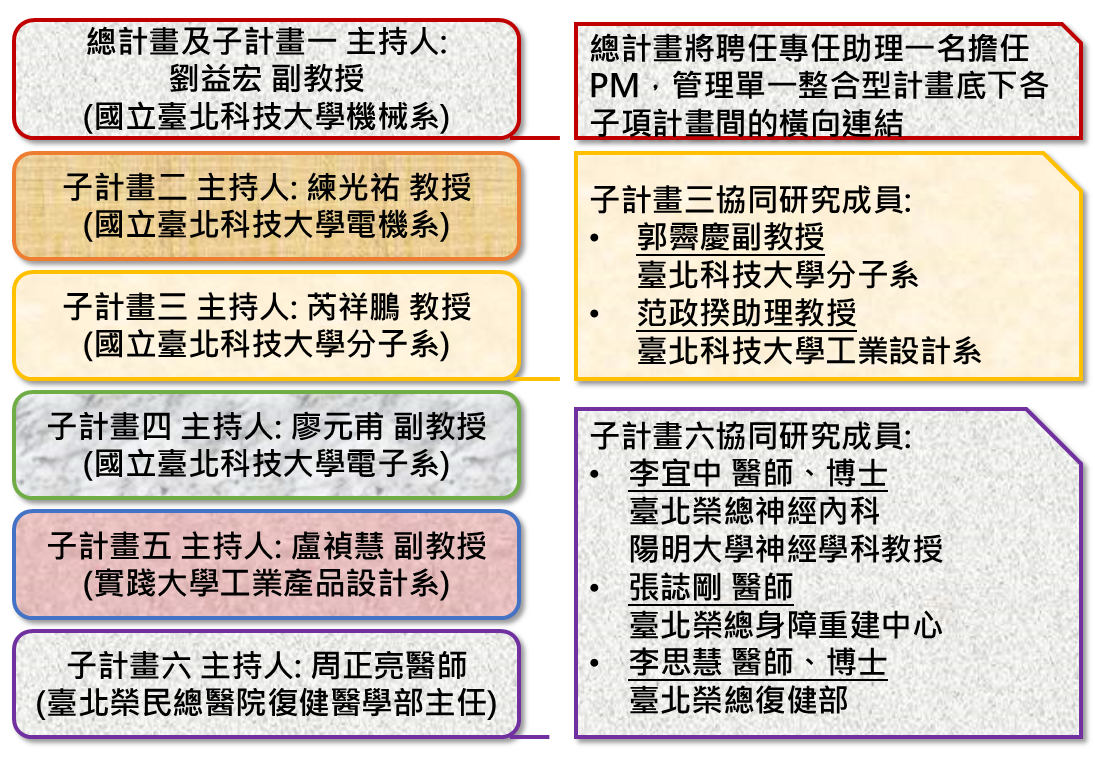 總計畫及子計畫一 主持人:
劉益宏 副教授
(國立臺北科技大學機械系)
子計畫二 主持人: 練光祐 教授
(國立臺北科技大學電機系)
子計畫三 主持人: 芮祥鵬 教授
(國立臺北科技大學分子系)
子計畫四 主持人: 廖元甫 副教授
(國立臺北科技大學電子系)
子計畫五 主持人: 盧禎慧 副教授
(實踐大學工業產品設計系)
子計畫六 主持人: 周正亮醫師
(臺北榮民總醫院復健醫學部主任)
總計畫將聘任專任助理一名擔任
PM，管理單一整合型計畫底下各
子項計畫間的橫向連結
子計畫三協同研究成員:
• 郭霽慶副教授
臺北科技大學分子系
• 范政揆助理教授
臺北科技大學工業設計系
子計畫六協同研究成員:
• 李宜中 醫師、博士
臺北榮總神經內科
陽明大學神經學科教授
• 張誌剛 醫師
臺北榮總身障重建中心
• 李思慧 醫師、博士
臺北榮總復健部